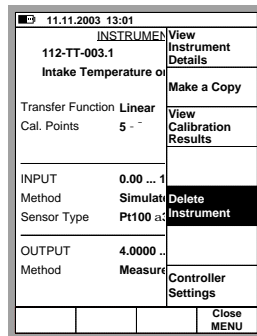 11.11.2003 13:01
INSTRUMEN
112-TT-003.1
Intake Temperature o
Transfer Function Linear
Cal. Points 5 -
INPUT 0.00 ... 1
Method Simulat
Sensor Type Pt100
OUTPUT 4.0000 ..
Method Measure
View
Instrument
Details
Make a Copy
View
Calibration
Results
Delete
Instrument
Controller
Settings
Close
MENU